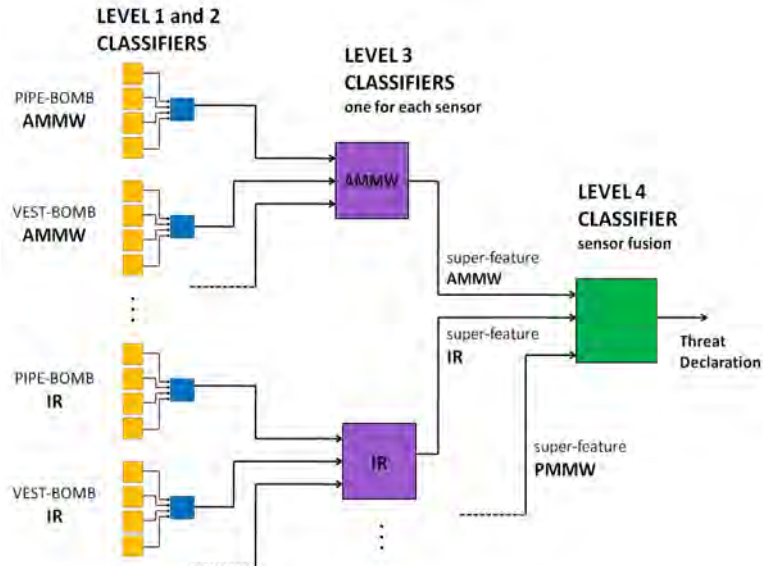 LEVEL 1 and 2
CLASSIFIERS
PIPE-BOMB
AMMW
VEST-BOMB
AMMW
PIPE-BOMB
IR
VEST-BOMB
IR
LEVEL 3
CLASSIFIERS
one for each sensor
AMMW
IR
super-feature
AMMW
super-feature
IR
super-feature
PMMW
LEVEL 4
CLASSIFIER
sensor fusion
Threat
Declaration